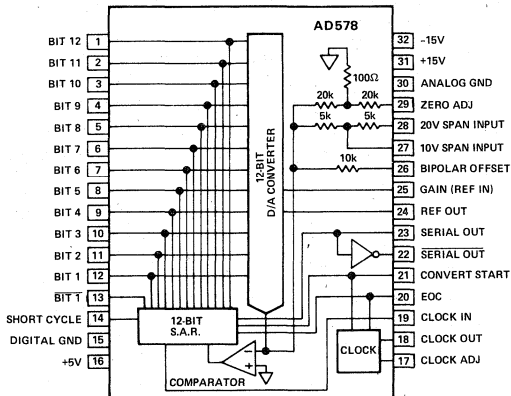 AD578
BIT 12 1
BIT 11 2
BIT 10 3
BIT 9 4
BIT 8 5
BIT 7 6
BIT 6 7
BIT 5 8
BIT 4 9
BIT 3 10
BIT 2 11
BIT 1 12
BIT 1 13
SHORT CYCLE 14
DIGITAL GND 15
+5V 16
12-BIT
D/A CONVERTER
12-BIT
S.A.R.
COMPARATOR
-
+
CLOCK
100Ω
20k 20k
5k 5k
10k
32 -15V
31 +15V
30 ANALOG GND
29 ZERO ADJ
28 20V SPAN INPUT
27 10V SPAN INPUT
26 BIPOLAR OFFSET
25 GAIN (REF IN)
24 REF OUT
23 SERIAL OUT
22 SERIAL OUT
21 CONVERT START
20 EOC
19 CLOCK IN
18 CLOCK OUT
17 CLOCK ADJ